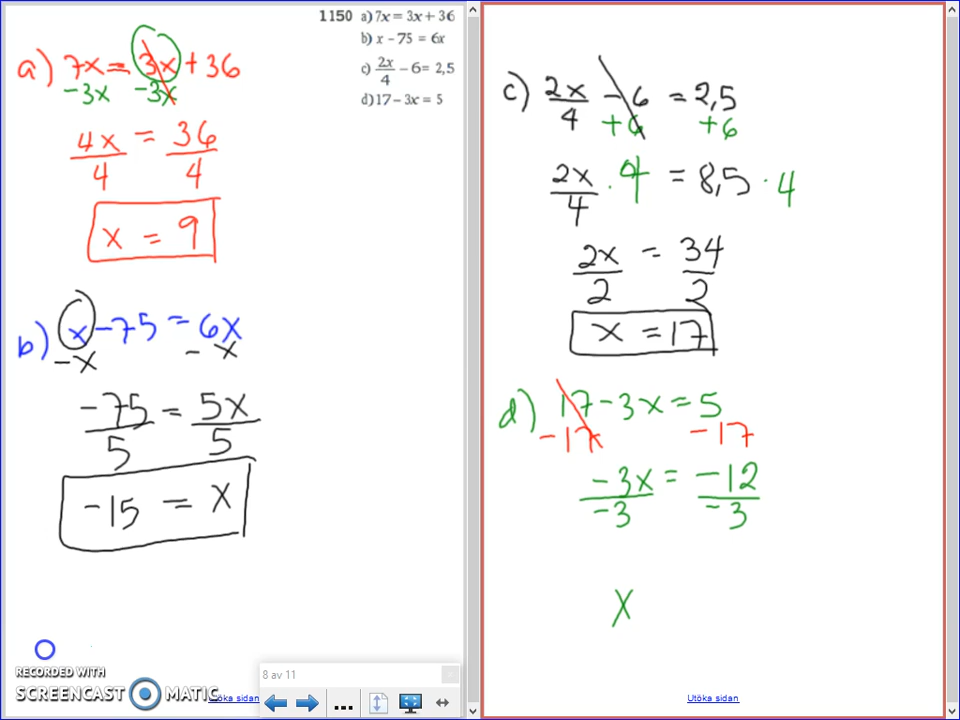 1150 a) 7x = 3x + 36
b) x - 75 = 6x
c) 2x/4 - 6 = 2,5
d) 17 - 3x = 5
a) 7x = 3x + 36
-3x -3x
4x/4 = 36/4
x = 9
b) x - 75 = 6x
-x -x
-75/5 = 5x/5
-15 = x
c) 2x/4 - 6 = 2,5
+6 +6
2x/4 · 4 = 8,5 · 4
2x/2 = 34/2
x = 17
d) 17 - 3x = 5
-17 -17
-3x/-3 = -12/-3
x
RECORDED WITH
SCREENCAST MATIC
8 av 11
Utöka sidan
Utöka sidan